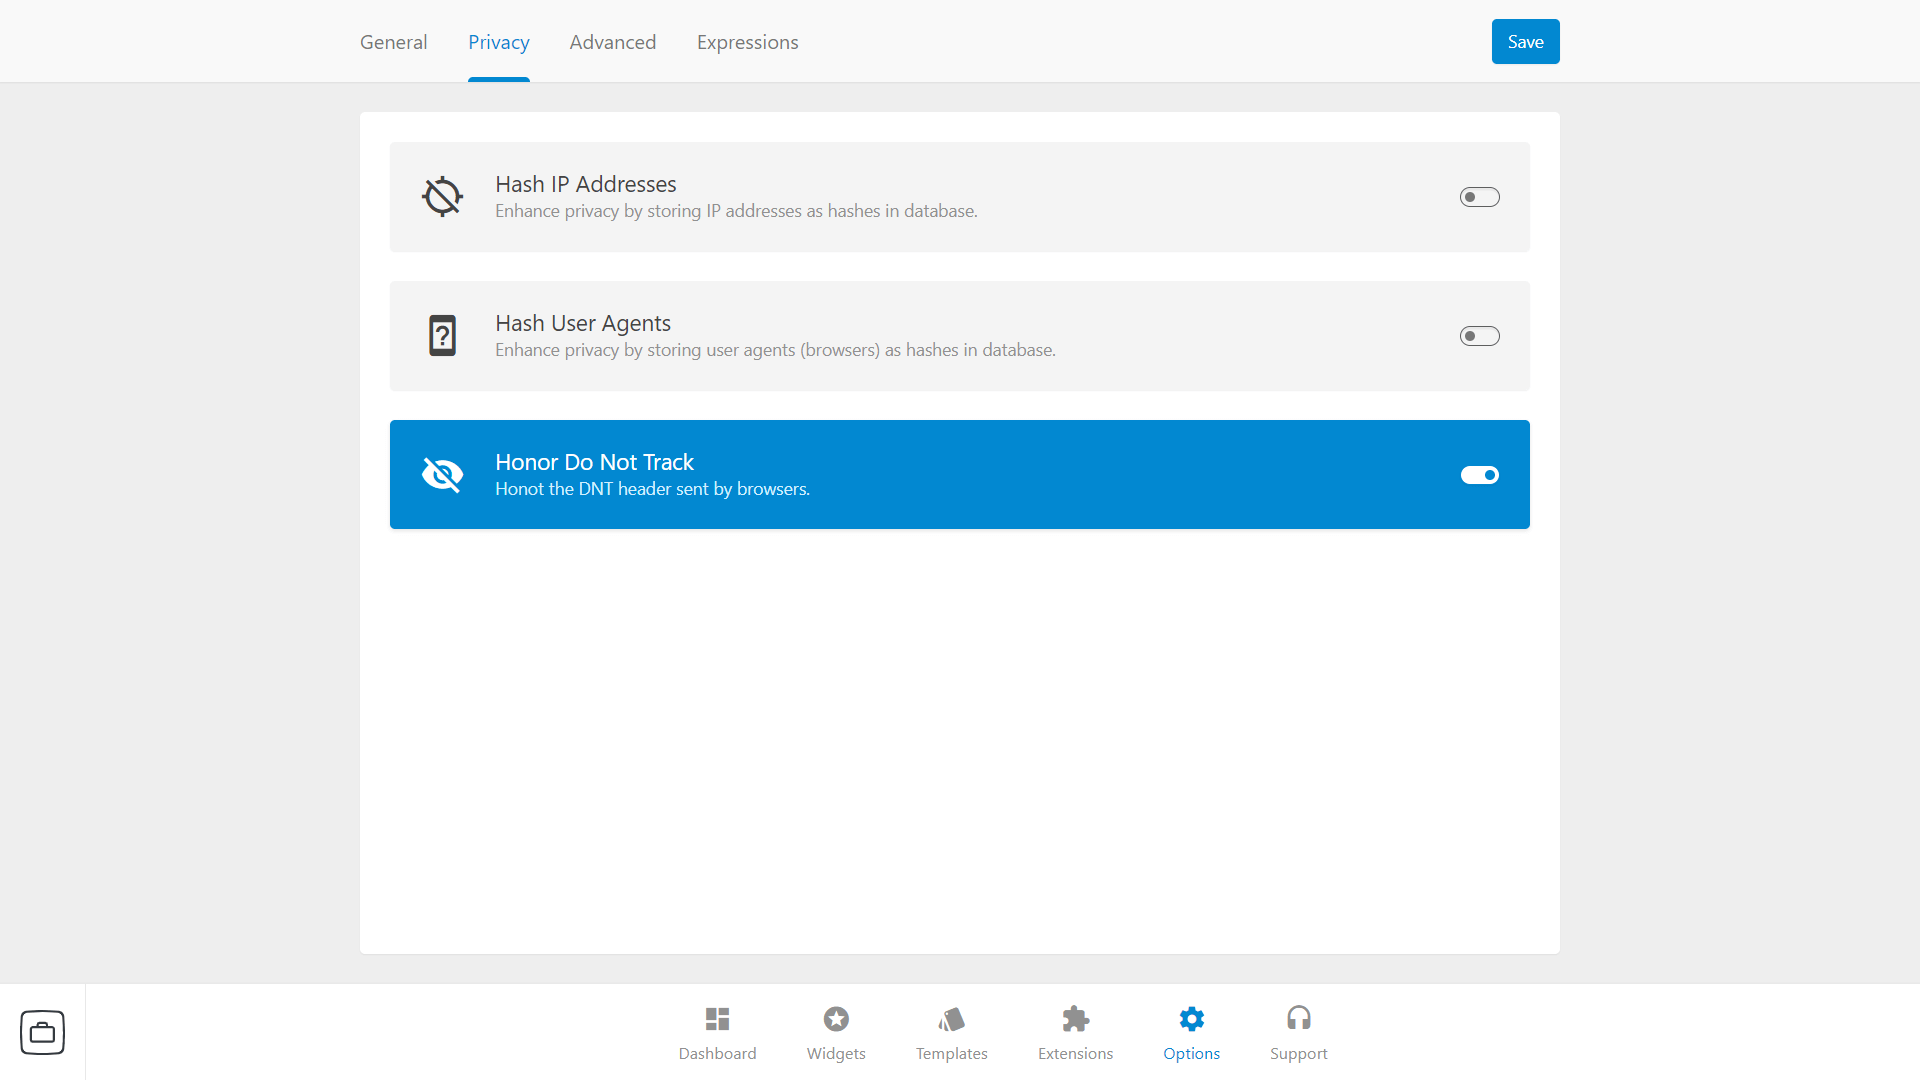 General
Privacy
Advanced
Expressions
Save
Hash IP Addresses
Enhance privacy by storing IP addresses as hashes in database.
?
Hash User Agents
Enhance privacy by storing user agents (browsers) as hashes in database.
Honor Do Not Track
Honot the DNT header sent by browsers.
Dashboard
Widgets
Templates
Extensions
Options
Support